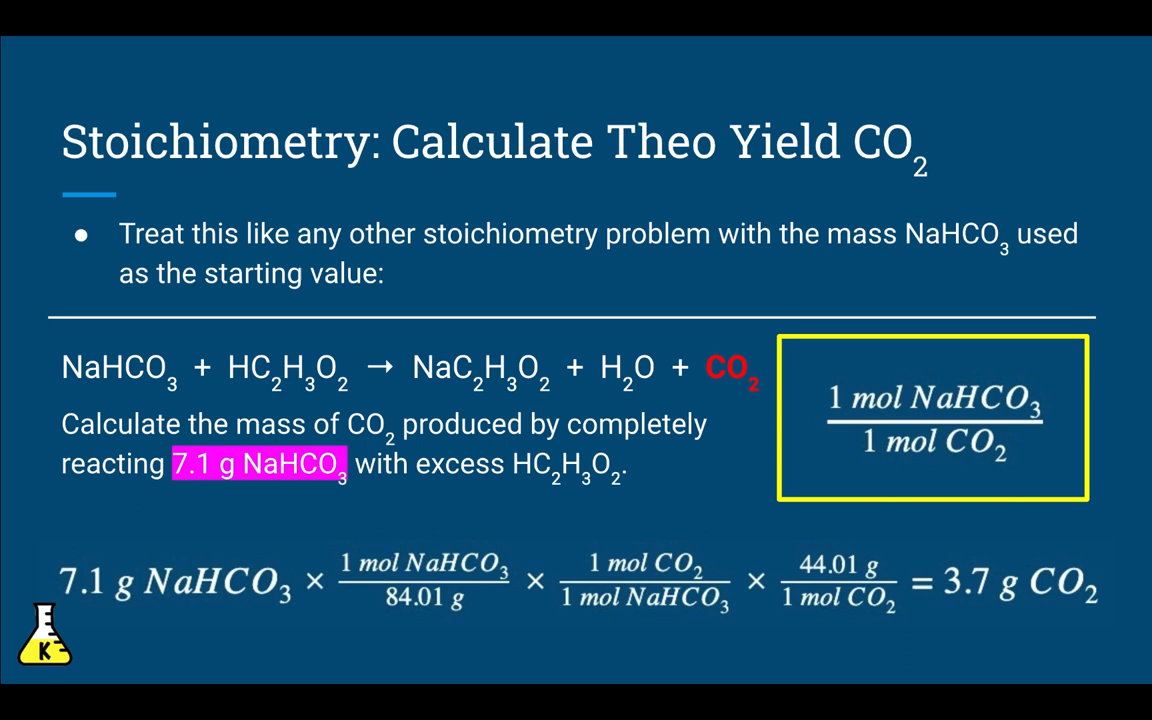 Stoichiometry: Calculate Theo Yield CO₂
● Treat this like any other stoichiometry problem with the mass NaHCO₃ used
as the starting value:
NaHCO₃ + HC₂H₃O₂ → NaC₂H₃O₂ + H₂O + CO₂
Calculate the mass of CO₂ produced by completely
reacting 7.1 g NaHCO₃ with excess HC₂H₃O₂.
1 mol NaHCO₃
1 mol CO₂
7.1 g NaHCO₃ × (1 mol NaHCO₃ / 84.01 g) × (1 mol CO₂ / 1 mol NaHCO₃) × (44.01 g / 1 mol CO₂) = 3.7 g CO₂
K